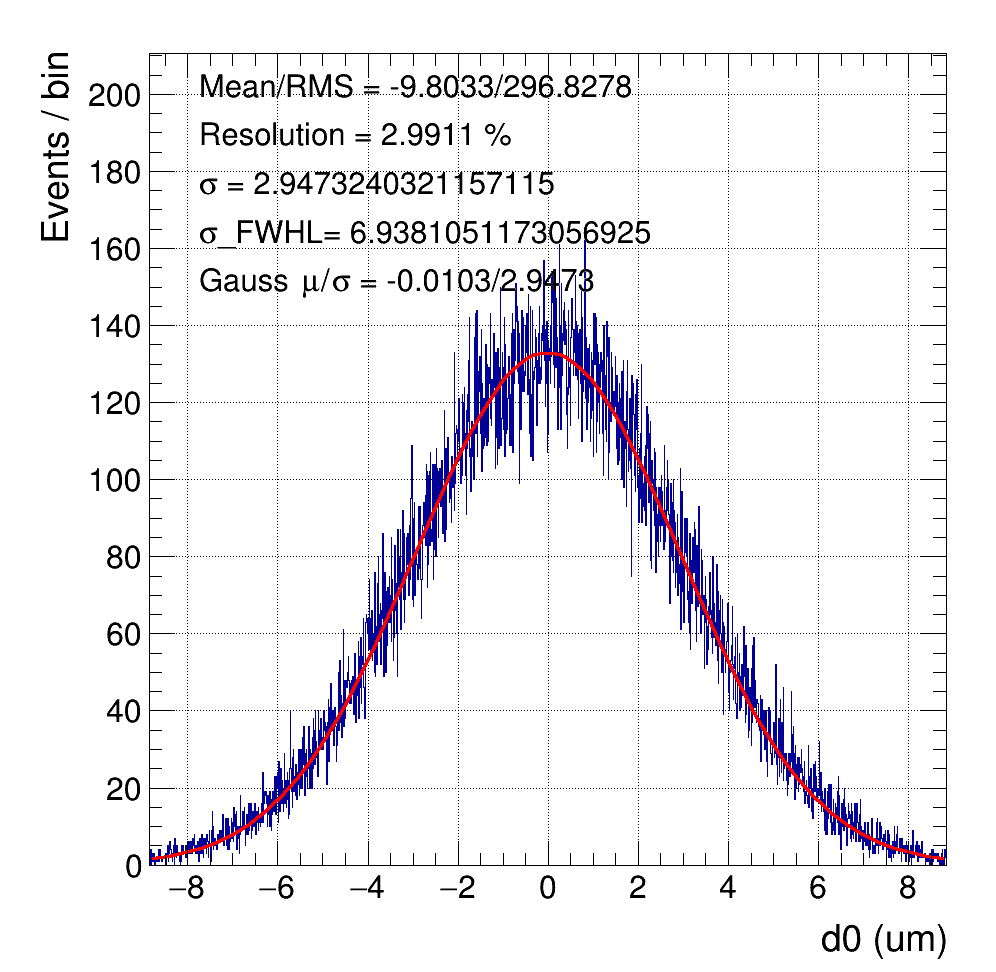 Events / bin
Mean/RMS = -9.8033/296.8278
Resolution = 2.9911 %
σ = 2.9473240321157115
σ_FWHL= 6.9381051173056925
Gauss μ/σ = -0.0103/2.9473
200
180
160
140
120
100
80
60
40
20
0
−8 −6 −4 −2 0 2 4 6 8
d0 (um)